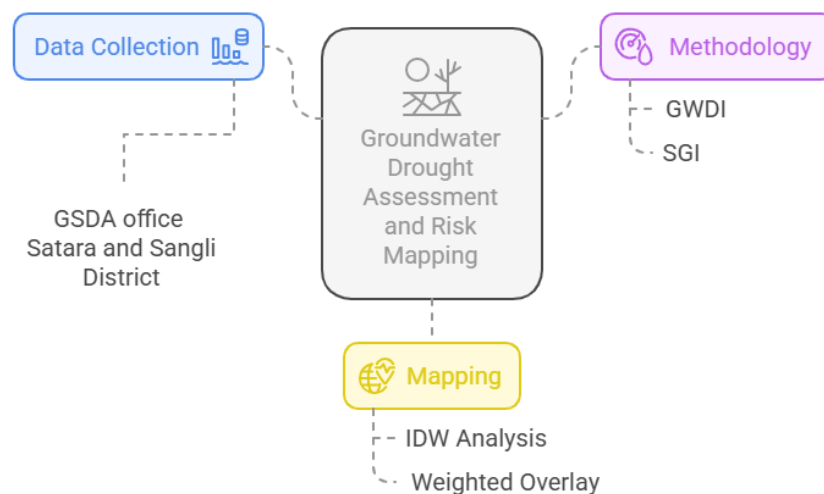 Data Collection
GSDA office
Satara and Sangli
District
Groundwater
Drought
Assessment
and Risk
Mapping
Methodology
GWDI
SGI
Mapping
IDW Analysis
Weighted Overlay